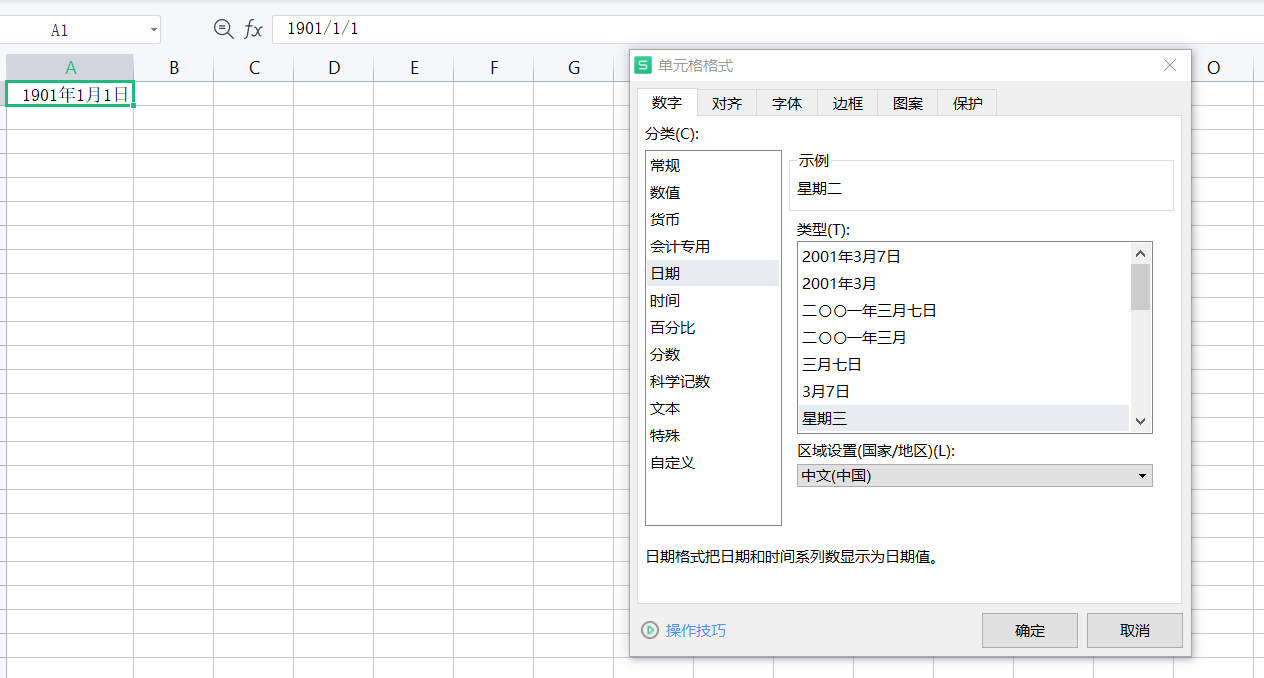 A1
fx
1901/1/1
A B C D E F G O
1901年1月1日
S 单元格格式
数字 对齐 字体 边框 图案 保护
分类(C):
常规
数值
货币
会计专用
日期
时间
百分比
分数
科学记数
文本
特殊
自定义
示例
星期二
类型(T):
2001年3月7日
2001年3月
二〇〇一年三月七日
二〇〇一年三月
三月七日
3月7日
星期三
区域设置(国家/地区)(L):
中文(中国)
日期格式把日期和时间系列数显示为日期值。
操作技巧
确定
取消